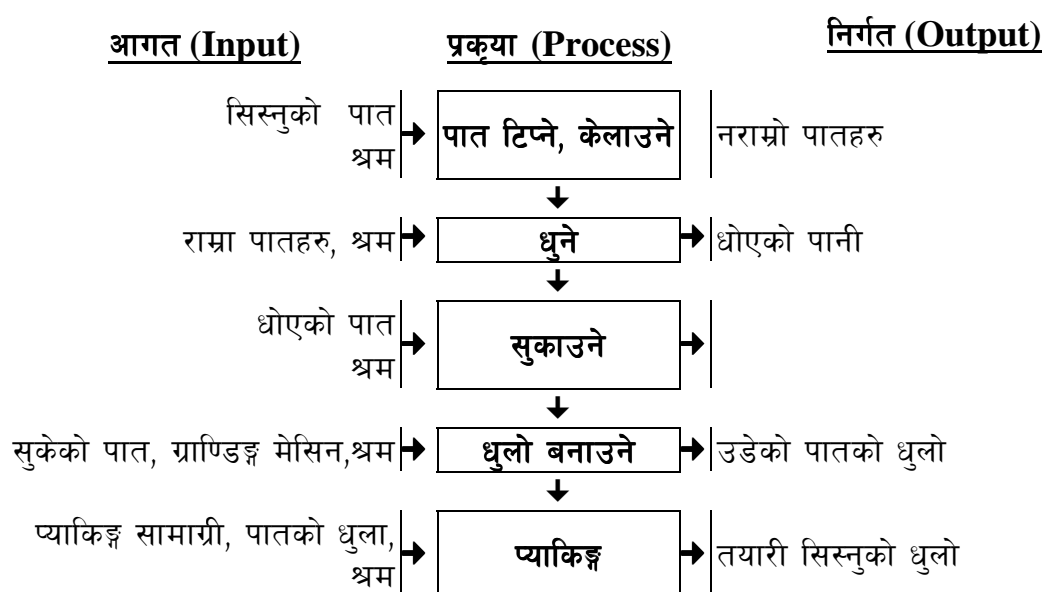 आगत (Input) प्रकृया (Process) निर्गत (Output)
सिस्नुको पात
श्रम
पात टिप्ने, केलाउने
नराम्रो पातहरु
राम्रा पातहरु, श्रम
धुने
धोएको पानी
धोएको पात
श्रम
सुकाउने
सुकेको पात, ग्राण्डिङ्ग मेसिन,श्रम
धुलो बनाउने
उडेको पातको धुलो
प्याकिङ्ग सामाग्री, पातको धुला,
श्रम
प्याकिङ्ग
तयारी सिस्नुको धुलो